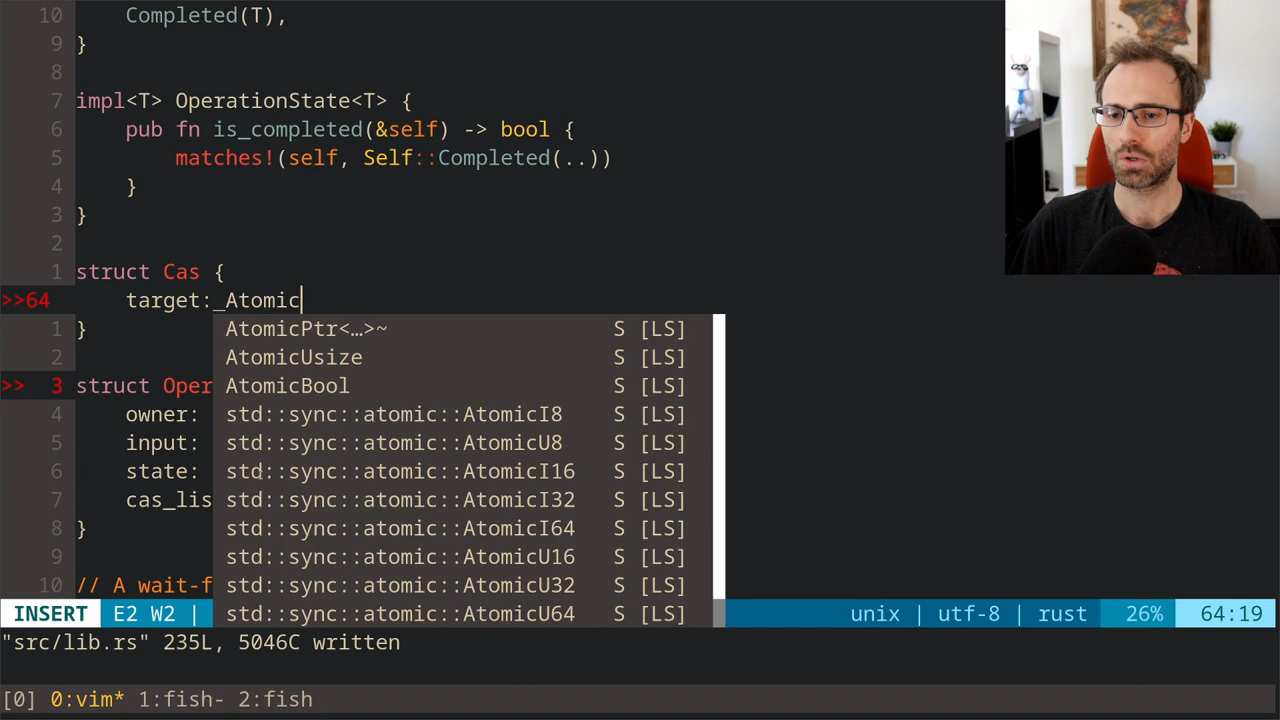 10     Completed(T),
9 }
8
7 impl<T> OperationState<T> {
6     pub fn is_completed(&self) -> bool {
5         matches!(self, Self::Completed(..))
4     }
3 }
2
1 struct Cas {
>>64     target:_Atomic
1 } AtomicPtr<…>~ S [LS]
2 AtomicUsize S [LS]
>> 3 struct Oper AtomicBool S [LS]
4     owner: std::sync::atomic::AtomicI8 S [LS]
5     input: std::sync::atomic::AtomicU8 S [LS]
6     state: std::sync::atomic::AtomicI16 S [LS]
7     cas_lis std::sync::atomic::AtomicI32 S [LS]
8 } std::sync::atomic::AtomicI64 S [LS]
9 std::sync::atomic::AtomicU16 S [LS]
10 // A wait-f std::sync::atomic::AtomicU32 S [LS]
INSERT E2 W2 | std::sync::atomic::AtomicU64 S [LS] unix | utf-8 | rust 26% 64:19
"src/lib.rs" 235L, 5046C written
[0] 0:vim* 1:fish- 2:fish